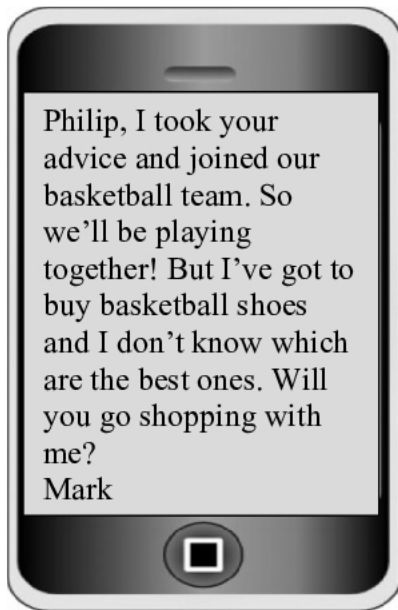 Philip, I took your
advice and joined our
basketball team. So
we’ll be playing
together! But I’ve got to
buy basketball shoes
and I don’t know which
are the best ones. Will
you go shopping with
me?
Mark